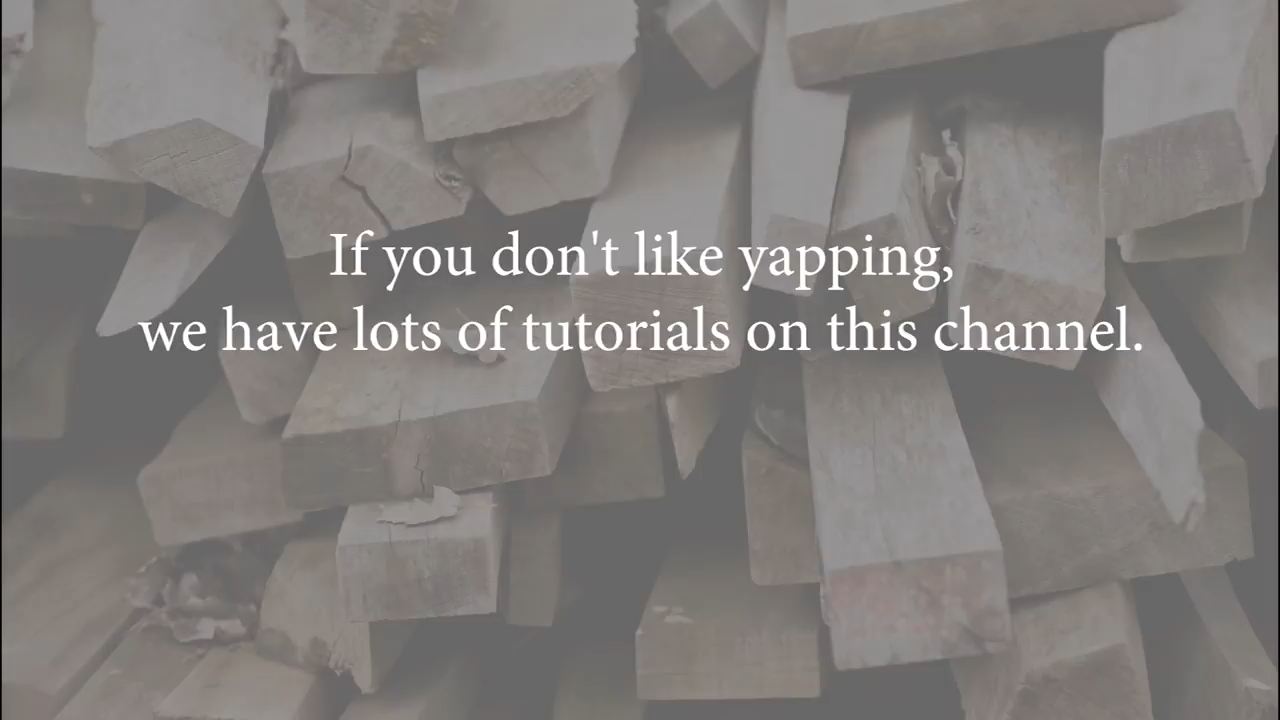 If you don't like yapping,
we have lots of tutorials on this channel.